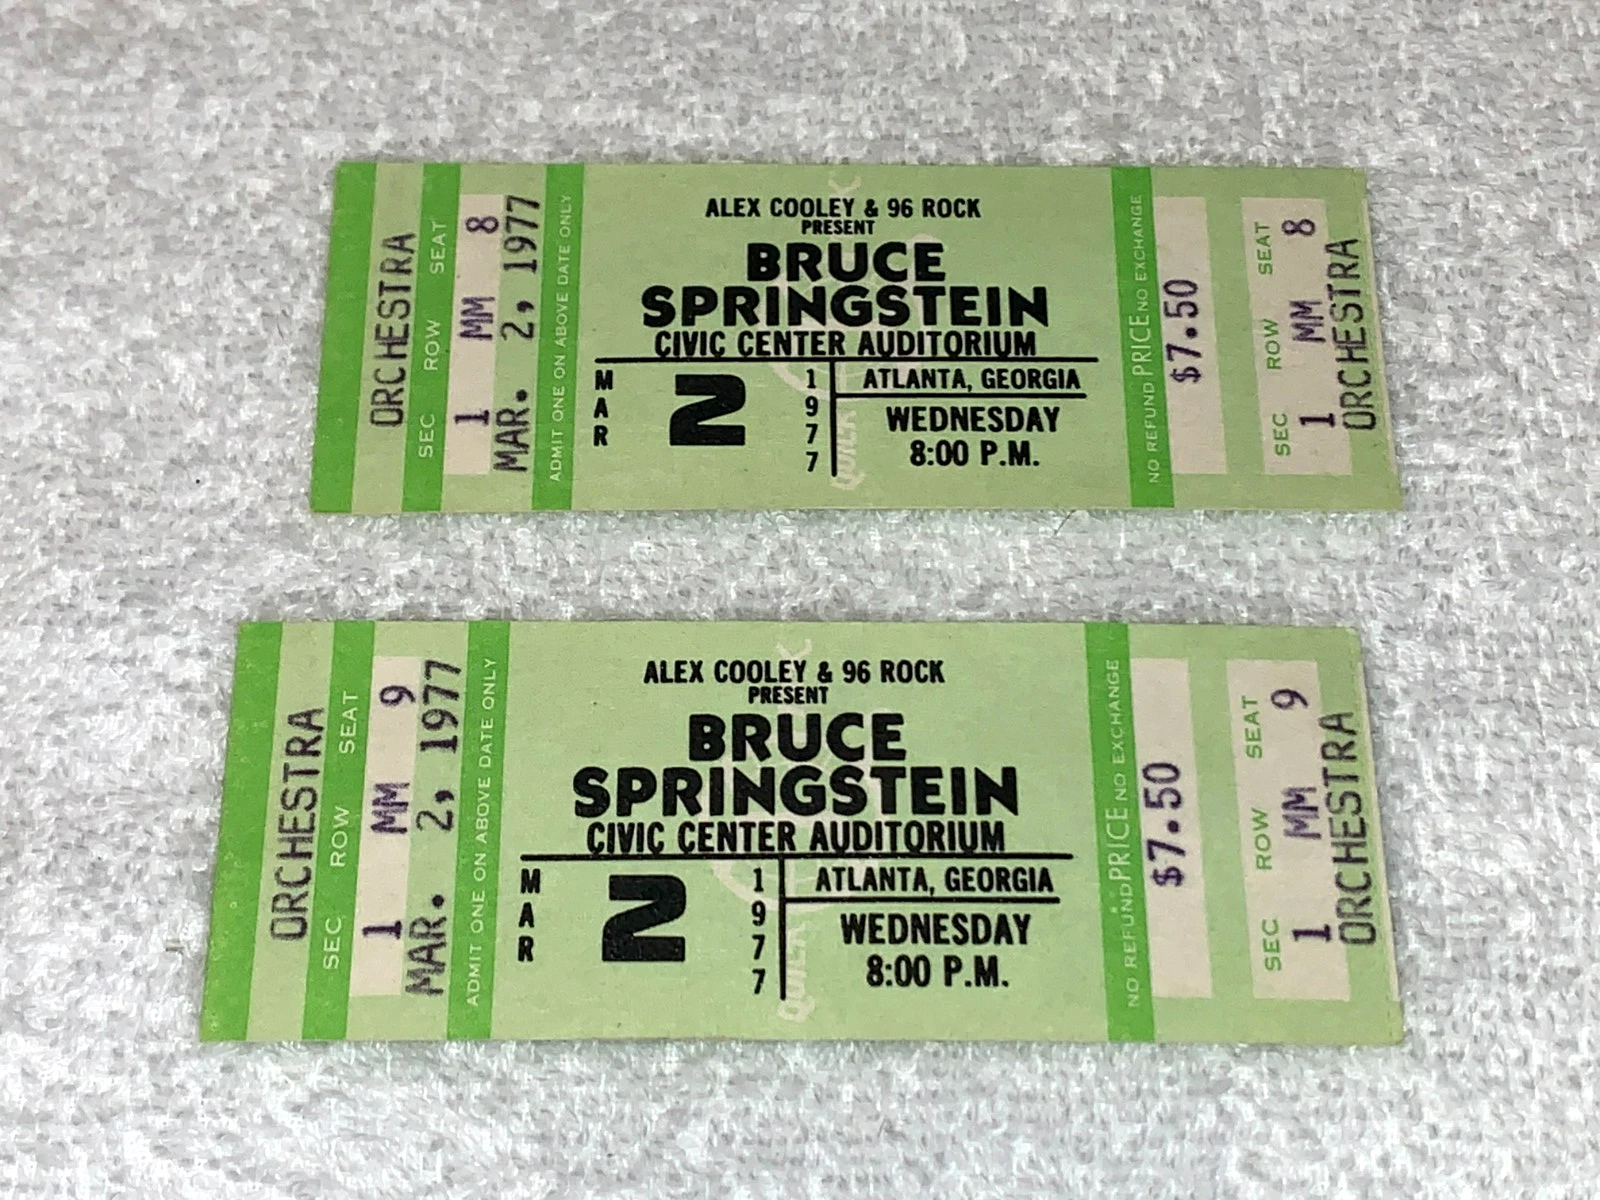 ORCHESTRA
SEC ROW SEAT
1 MM 8
MAR. 2, 1977
ADMIT ONE ON ABOVE DATE ONLY
ALEX COOLEY & 96 ROCK
PRESENT
BRUCE
SPRINGSTEIN
CIVIC CENTER AUDITORIUM
MAR 2 1977
ATLANTA, GEORGIA
WEDNESDAY
8:00 P.M.
NO REFUND PRICE NO EXCHANGE
$7.50
SEC ROW SEAT
1 MM 8
ORCHESTRA
ORCHESTRA
SEC ROW SEAT
1 MM 9
MAR. 2, 1977
ADMIT ONE ON ABOVE DATE ONLY
ALEX COOLEY & 96 ROCK
PRESENT
BRUCE
SPRINGSTEIN
CIVIC CENTER AUDITORIUM
MAR 2 1977
ATLANTA, GEORGIA
WEDNESDAY
8:00 P.M.
NO REFUND PRICE NO EXCHANGE
$7.50
SEC ROW SEAT
1 MM 9
ORCHESTRA